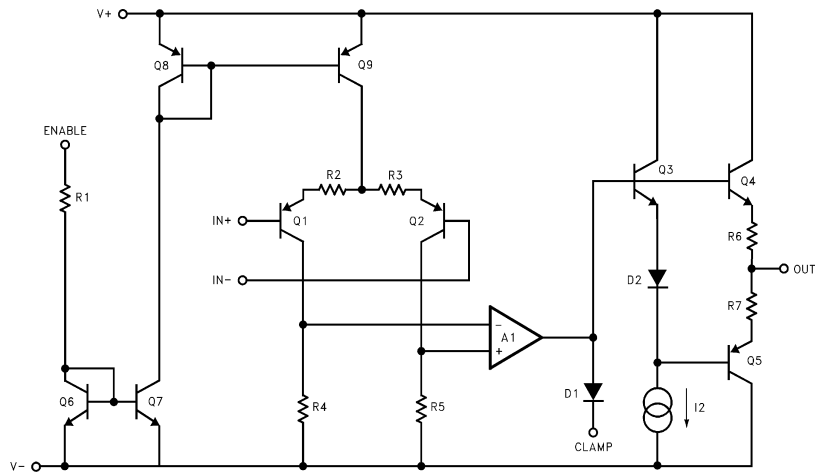 V+
Q8
Q9
ENABLE
R1
R2
R3
Q3
Q4
IN+
Q1
Q2
R6
IN-
D2
OUT
R7
-
A1
+
Q5
Q6
Q7
R4
R5
D1
I2
CLAMP
V-